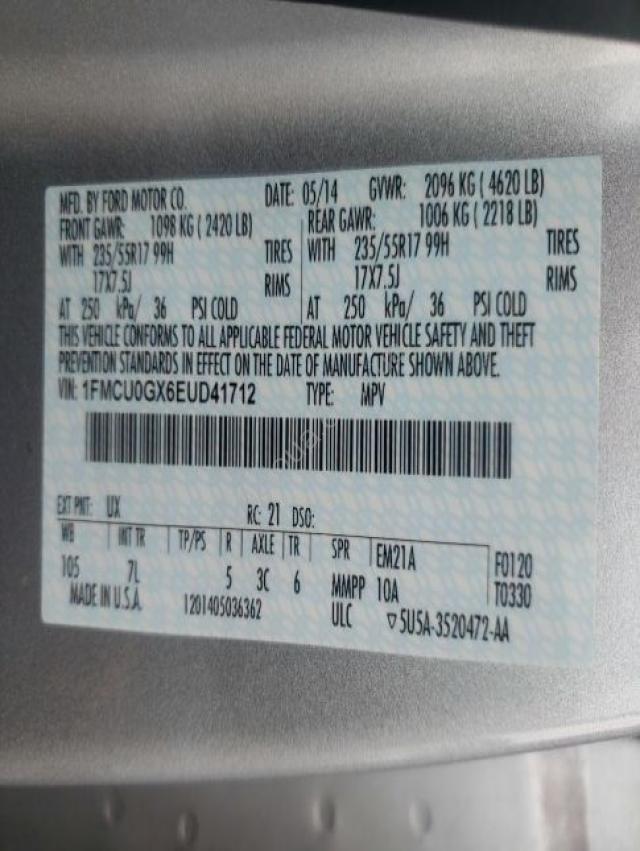 MFD. BY FORD MOTOR CO. DATE: 05/14 GVWR: 2096 KG ( 4620 LB)
FRONT GAWR: 1098 KG ( 2420 LB) REAR GAWR: 1006 KG ( 2218 LB)
WITH 235/55R17 99H TIRES WITH 235/55R17 99H TIRES
17X7.5J RIMS 17X7.5J RIMS
AT 250 kPa/ 36 PSI COLD AT 250 kPa/ 36 PSI COLD
THIS VEHICLE CONFORMS TO ALL APPLICABLE FEDERAL MOTOR VEHICLE SAFETY AND THEFT
PREVENTION STANDARDS IN EFFECT ON THE DATE OF MANUFACTURE SHOWN ABOVE.
VIN: 1FMCU0GX6EUD41712 TYPE: MPV
EXT PNT: UX RC: 21 DSO:
WB INT TR TP/PS R AXLE TR SPR EM21A F0120
105 7L 5 3C 6 MMPP 10A T0330
MADE IN U.S.A. 1201405036362 ULC ▽5U5A-3520472-AA